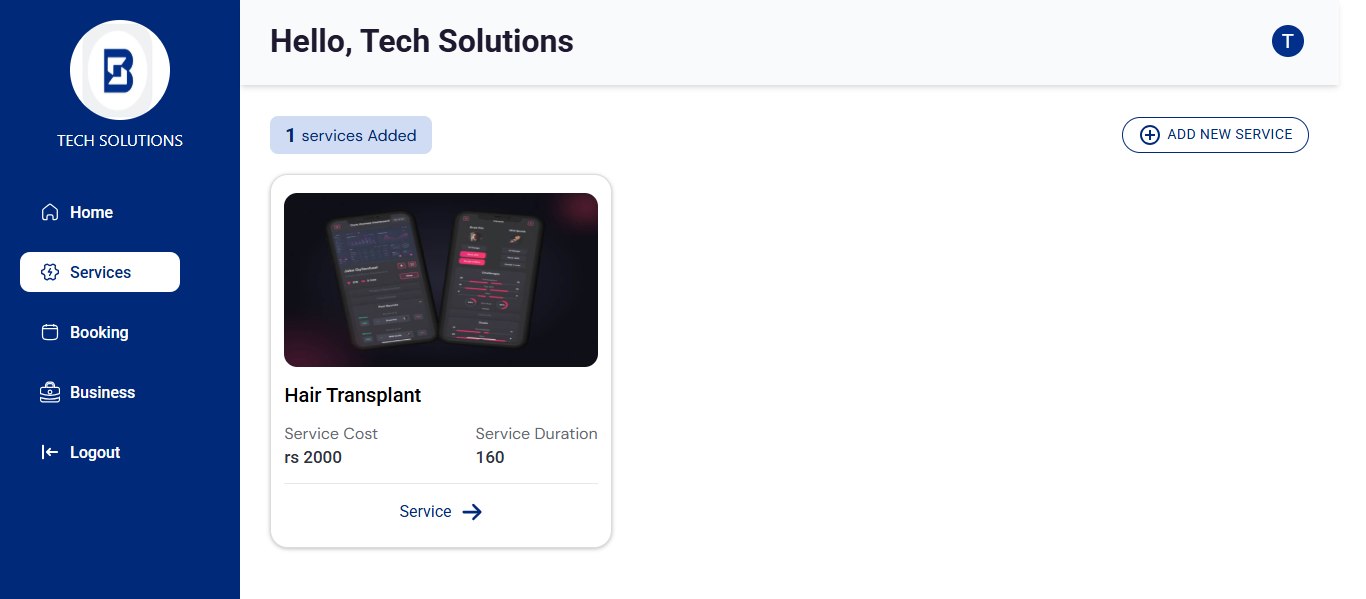 TECH SOLUTIONS
Home
Services
Booking
Business
Logout
Hello, Tech Solutions
T
1 services Added
ADD NEW SERVICE
Hair Transplant
Service Cost
Service Duration
rs 2000
160
Service